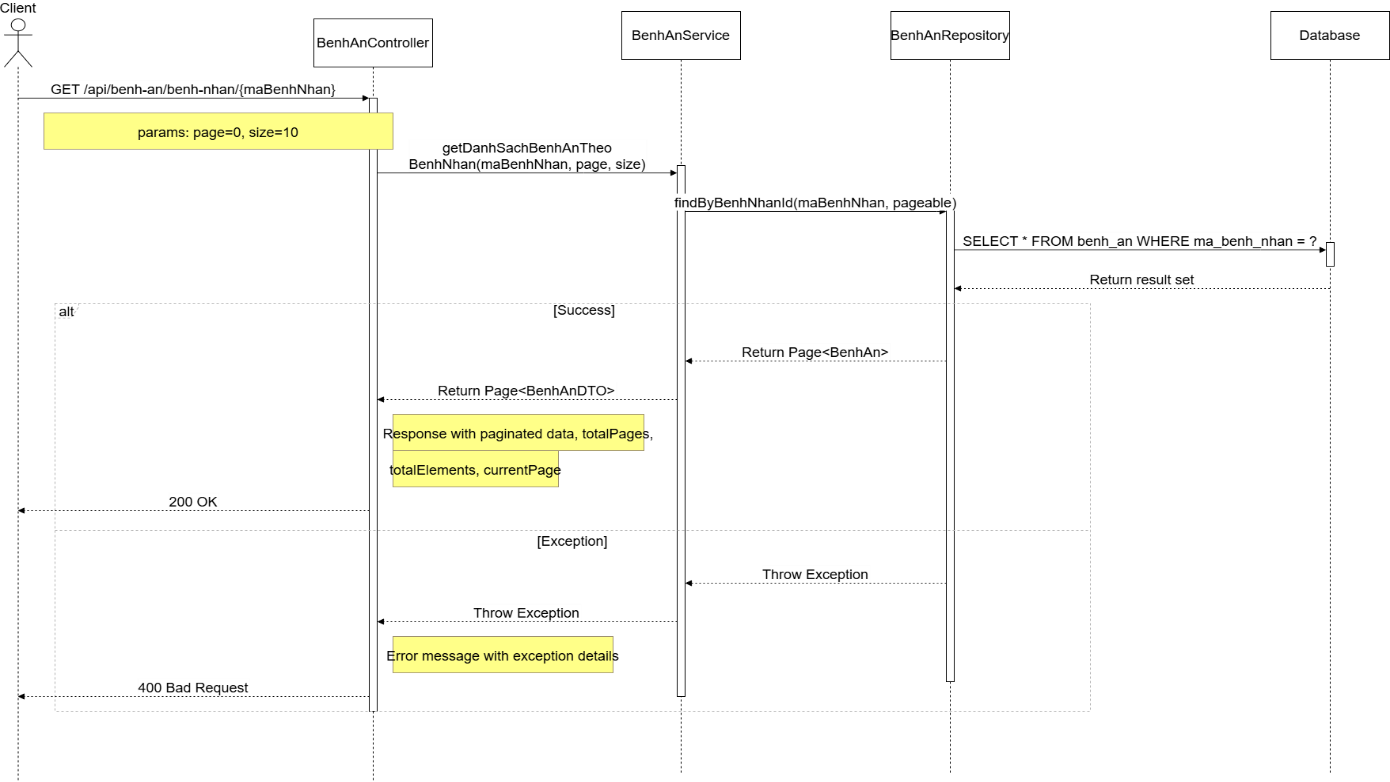 Client
BenhAnController
BenhAnService
BenhAnRepository
Database
GET /api/benh-an/benh-nhan/{maBenhNhan}
params: page=0, size=10
getDanhSachBenhAnTheo
BenhNhan(maBenhNhan, page, size)
findByBenhNhanId(maBenhNhan, pageable)
SELECT * FROM benh_an WHERE ma_benh_nhan = ?
Return result set
alt
[Success]
Return Page<BenhAn>
Return Page<BenhAnDTO>
Response with paginated data, totalPages,
totalElements, currentPage
200 OK
[Exception]
Throw Exception
Throw Exception
Error message with exception details
400 Bad Request